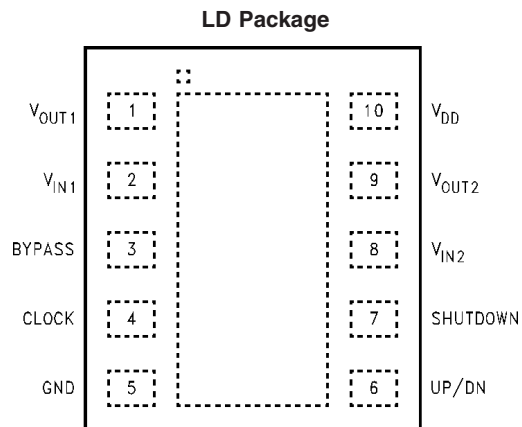 LD Package
V_OUT1 1 10 V_DD
V_IN1 2 9 V_OUT2
BYPASS 3 8 V_IN2
CLOCK 4 7 SHUTDOWN
GND 5 6 UP/DN